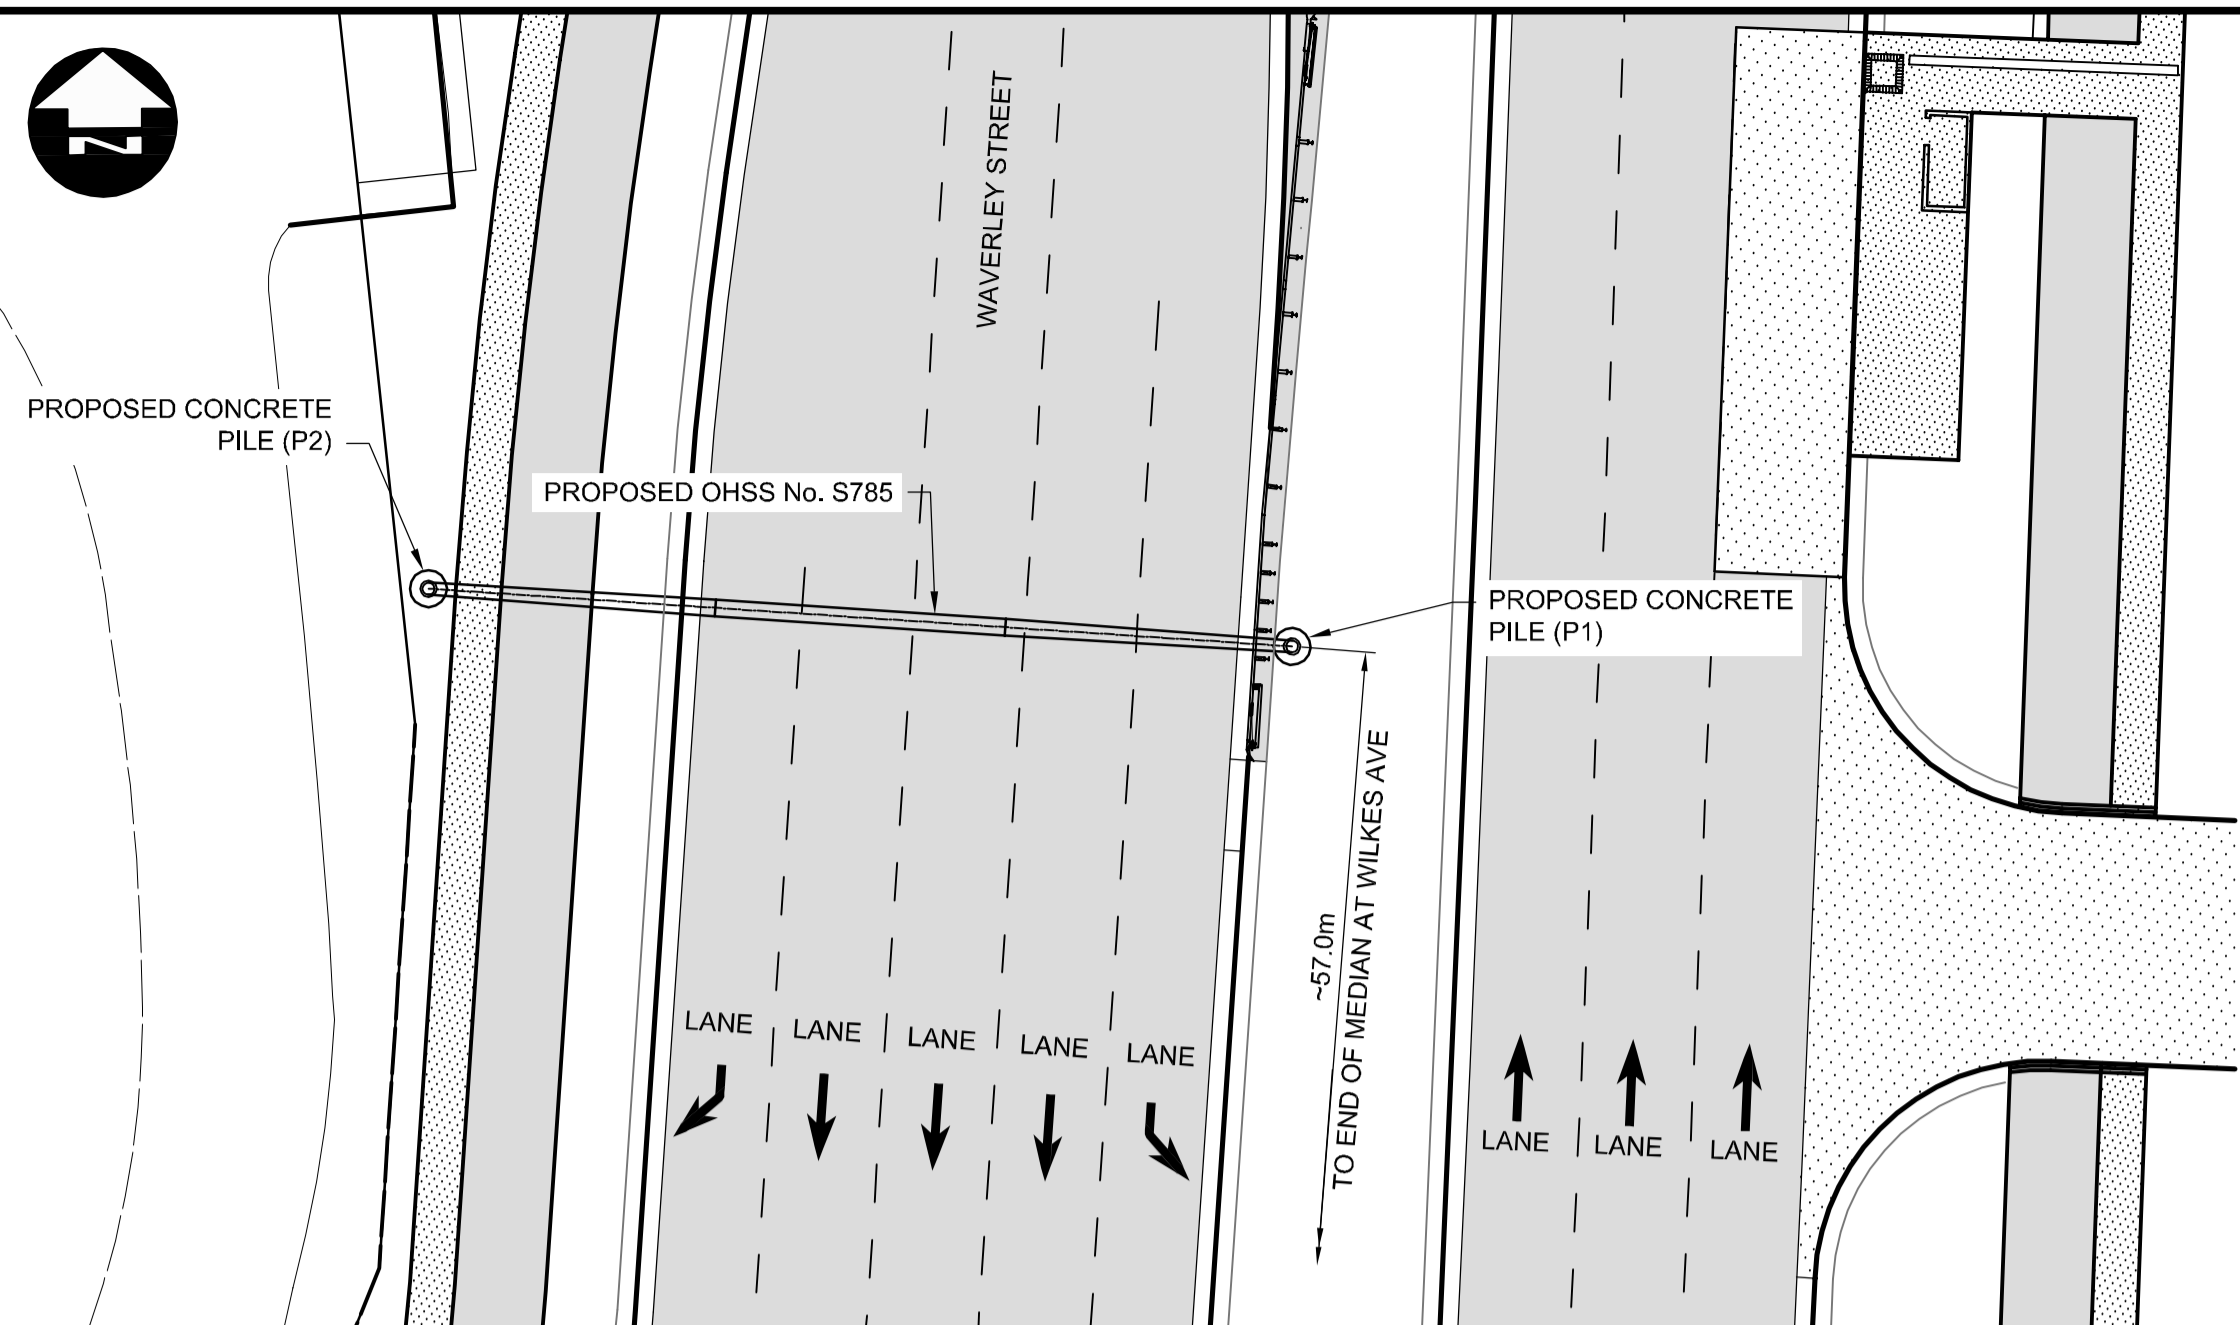 N
WAVERLEY STREET
PROPOSED CONCRETE
PILE (P2)
PROPOSED OHSS No. S785
PROPOSED CONCRETE
PILE (P1)
~57.0m
TO END OF MEDIAN AT WILKES AVE
LANE
LANE
LANE
LANE
LANE
LANE
LANE
LANE